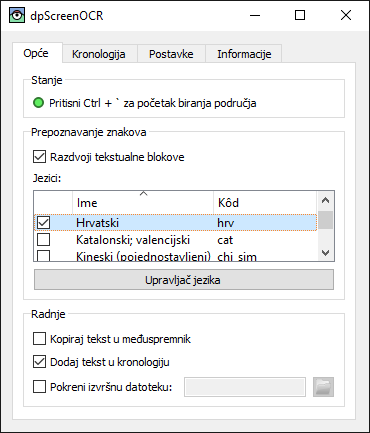 dpScreenOCR
Opće Kronologija Postavke Informacije
Stanje
Pritisni Ctrl + ` za početak biranja područja
Prepoznavanje znakova
Razdvoji tekstualne blokove
Jezici:
Ime Kôd
Hrvatski hrv
Katalonski; valencijski cat
Kineski (pojednostavljeni) chi_sim
Upravljač jezika
Radnje
Kopiraj tekst u međuspremnik
Dodaj tekst u kronologiju
Pokreni izvršnu datoteku: